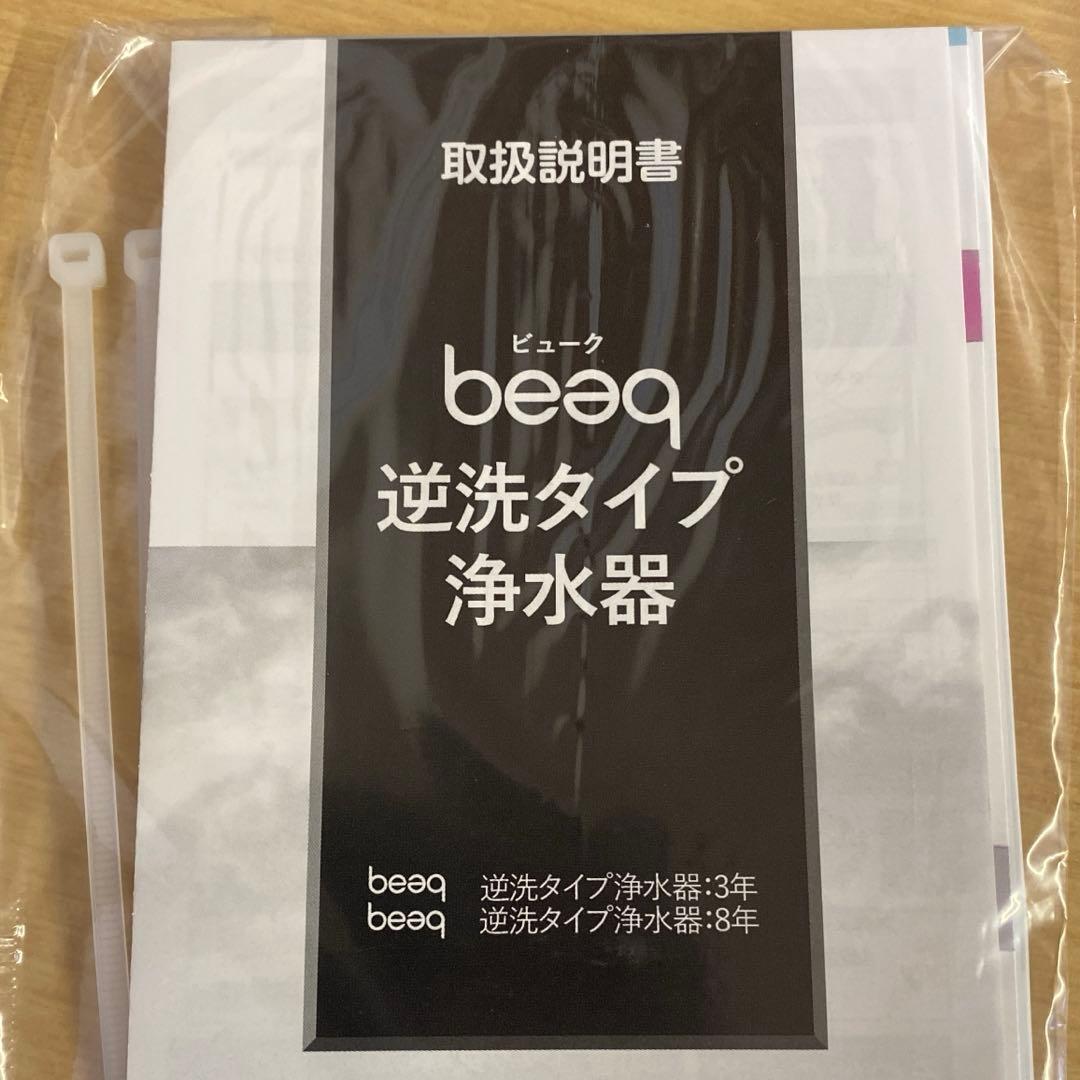 取扱説明書
ビューク
beaq
逆洗タイプ
浄水器
beaq 逆洗タイプ浄水器:3年
beaq 逆洗タイプ浄水器:8年